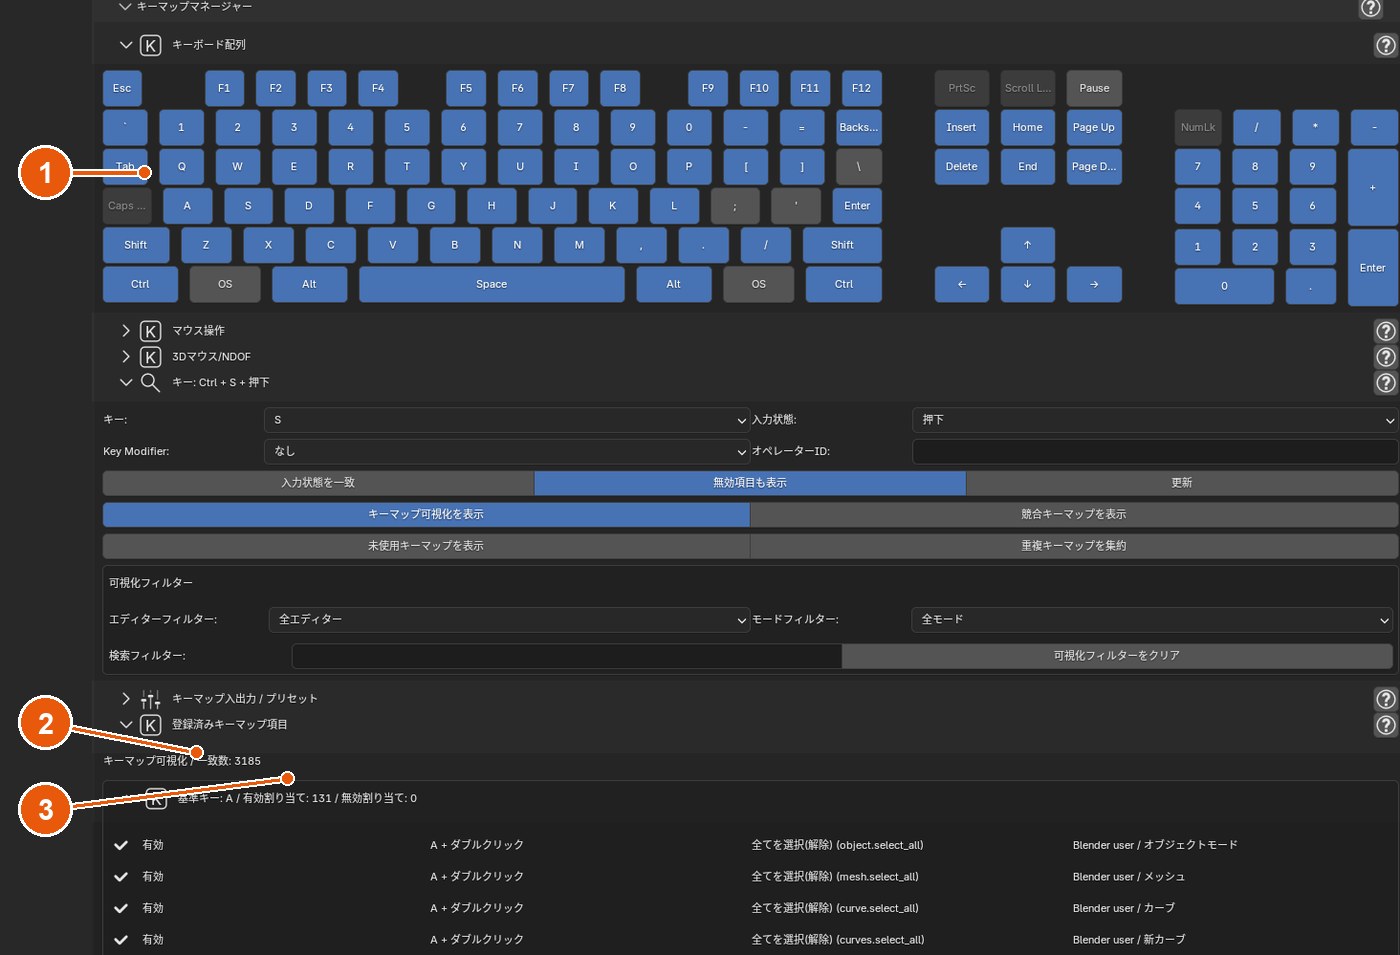 キーマップマネージャー
キーボード配列
Esc F1 F2 F3 F4 F5 F6 F7 F8 F9 F10 F11 F12 PrtSc Scroll L... Pause
` 1 2 3 4 5 6 7 8 9 0 - = Backs... Insert Home Page Up NumLk / * -
1
Tab Q W E R T Y U I O P [ ] \ Delete End Page D... 7 8 9 +
Caps ... A S D F G H J K L ; ' Enter 4 5 6
Shift Z X C V B N M , . / Shift ↑ 1 2 3
Ctrl OS Alt Space Alt OS Ctrl ← ↓ → 0 . Enter
マウス操作
3Dマウス/NDOF
キー: Ctrl + S + 押下
キー: S 入力状態: 押下
Key Modifier: なし オペレーターID:
入力状態を一致 無効項目も表示 更新
キーマップ可視化を表示 競合キーマップを表示
未使用キーマップを表示 重複キーマップを集約
可視化フィルター
エディターフィルター: 全エディター モードフィルター: 全モード
検索フィルター: 可視化フィルターをクリア
キーマップ入出力 / プリセット
2
登録済みキーマップ項目
キーマップ可視化 / 一致数: 3185
3
基準キー: A / 有効割り当て: 131 / 無効割り当て: 0
有効 A + ダブルクリック 全てを選択(解除) (object.select_all) Blender user / オブジェクトモード
有効 A + ダブルクリック 全てを選択(解除) (mesh.select_all) Blender user / メッシュ
有効 A + ダブルクリック 全てを選択(解除) (curve.select_all) Blender user / カーブ
有効 A + ダブルクリック 全てを選択(解除) (curves.select_all) Blender user / 新カーブ